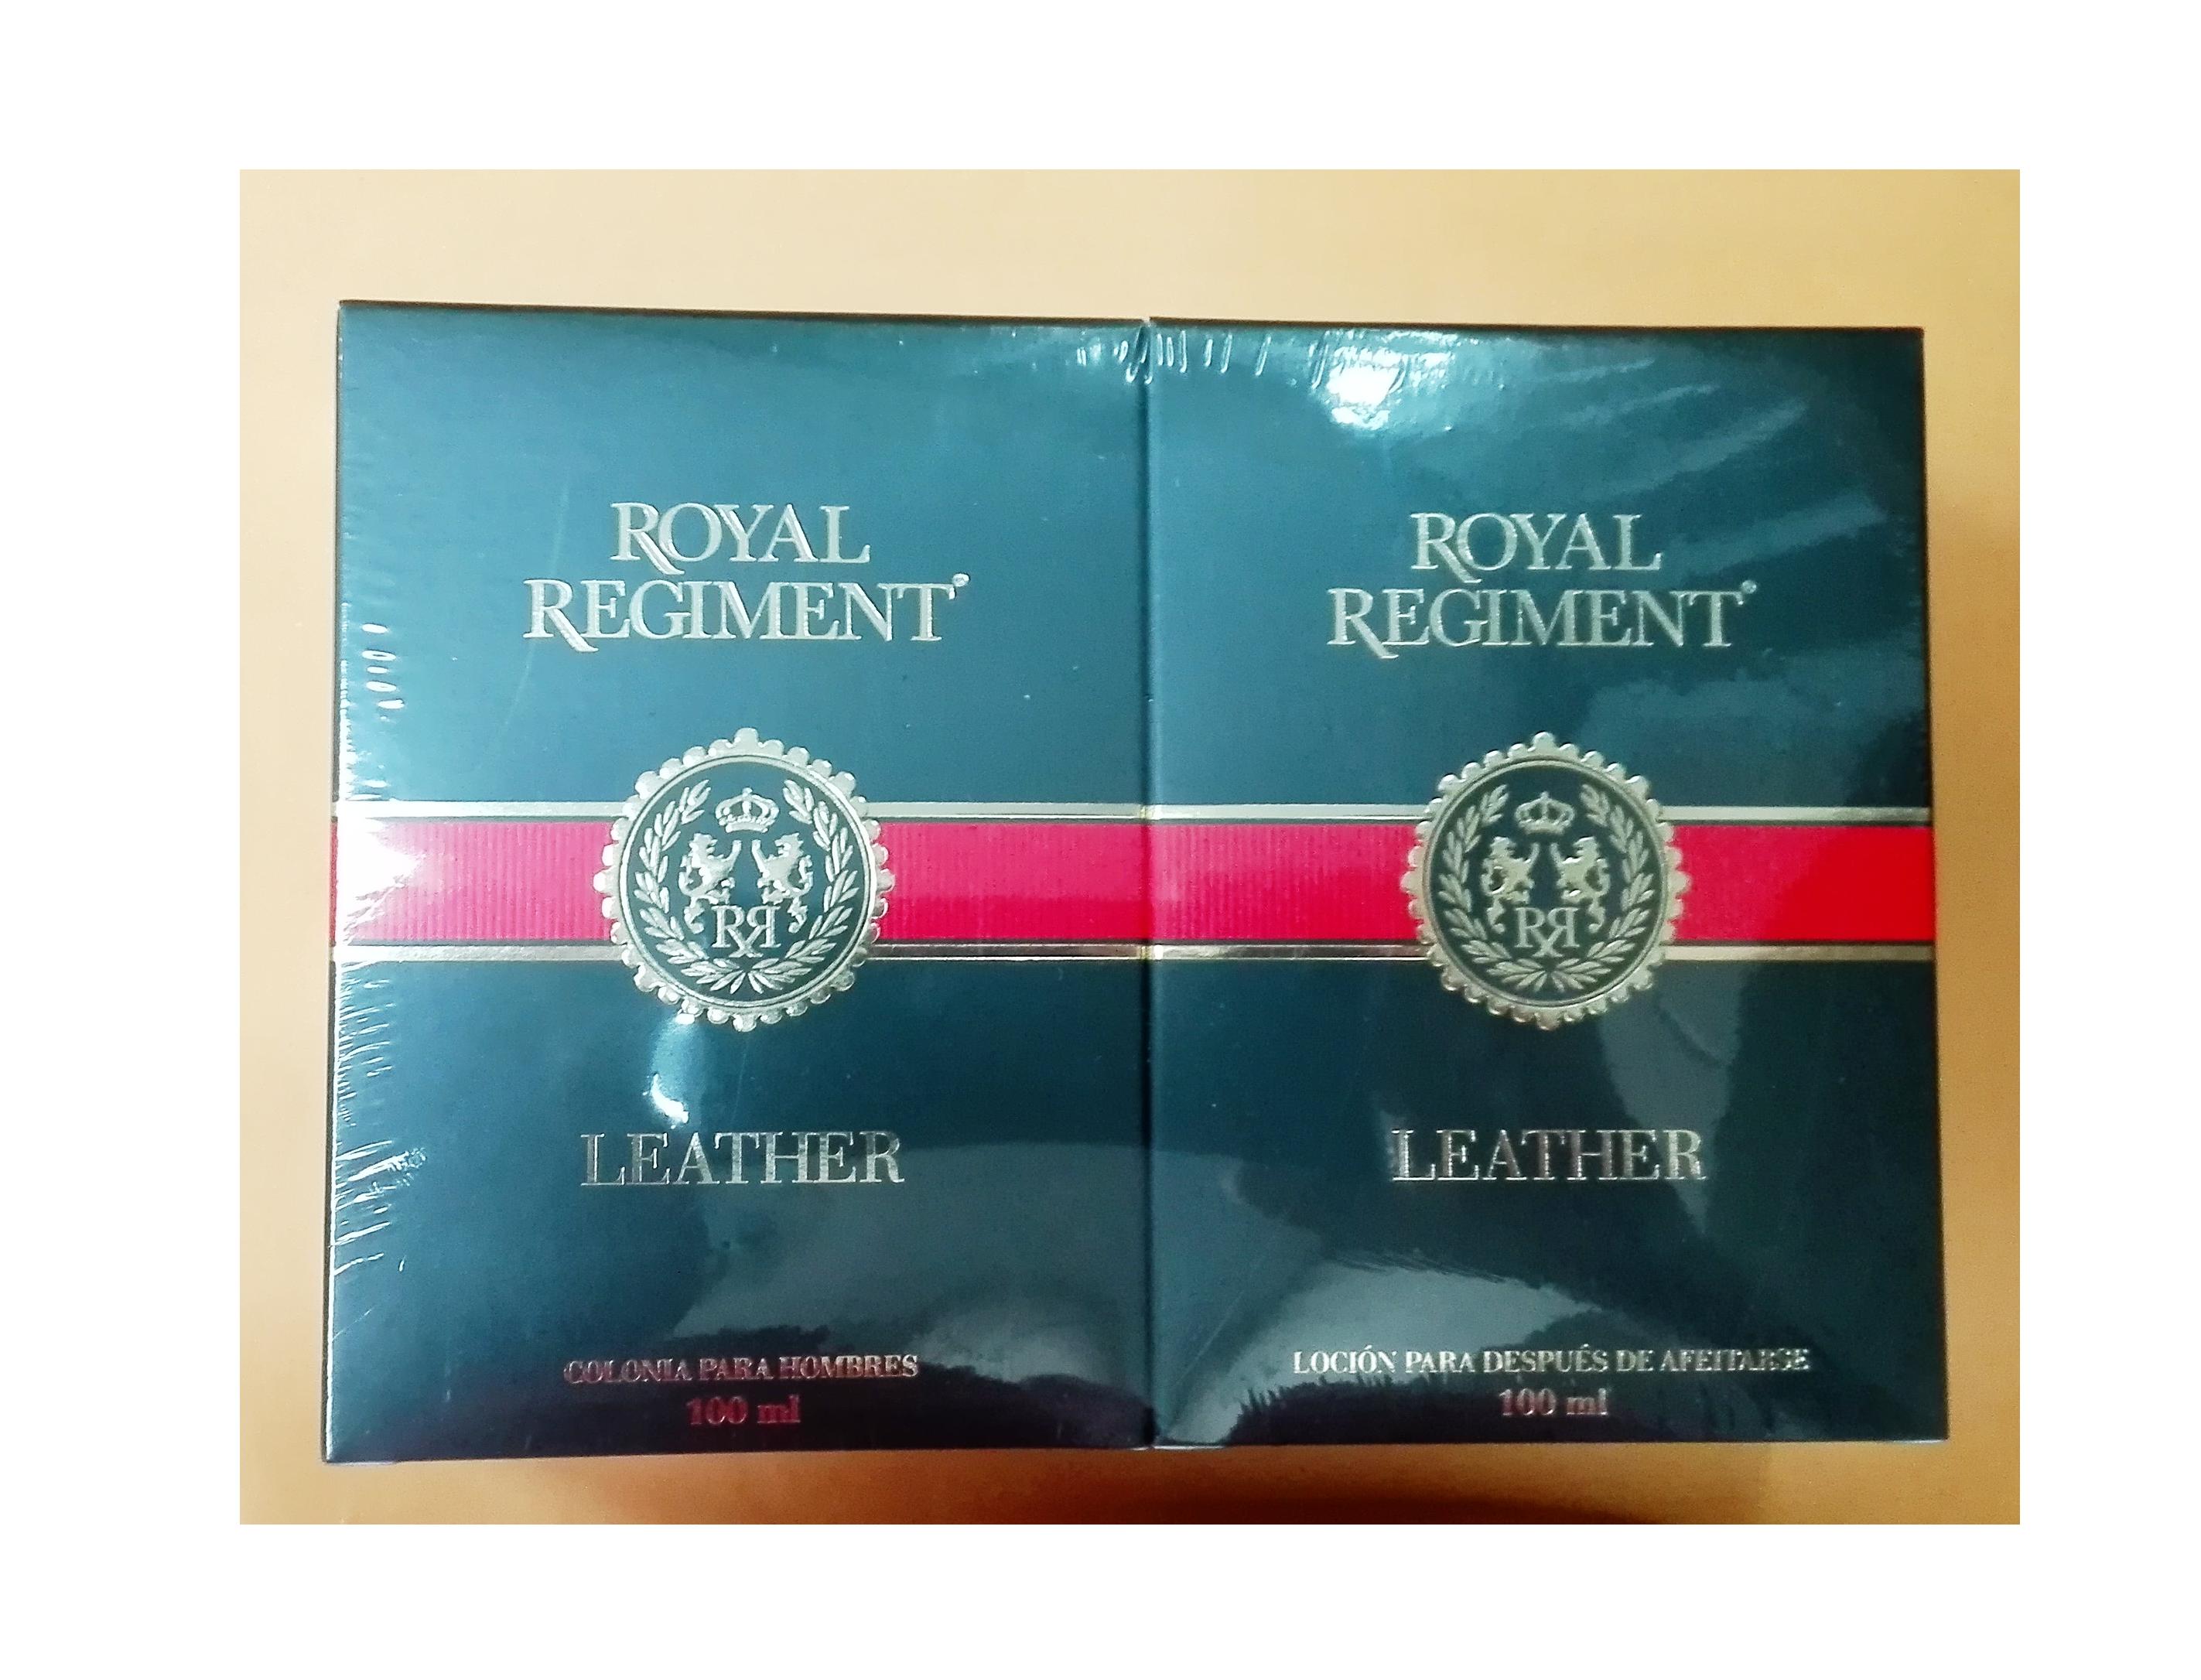 ROYAL
REGIMENT®
RR
LEATHER
COLONIA PARA HOMBRES
100 ml
ROYAL
REGIMENT®
RR
LEATHER
LOCIÓN PARA DESPUÉS DE AFEITARSE
100 ml